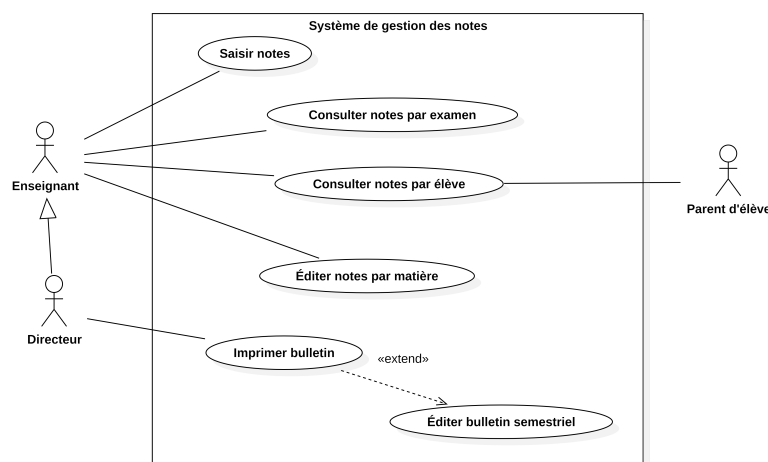 Système de gestion des notes
Saisir notes
Consulter notes par examen
Consulter notes par élève
Enseignant
Parent d'élève
Éditer notes par matière
Directeur
Imprimer bulletin
«extend»
Éditer bulletin semestriel